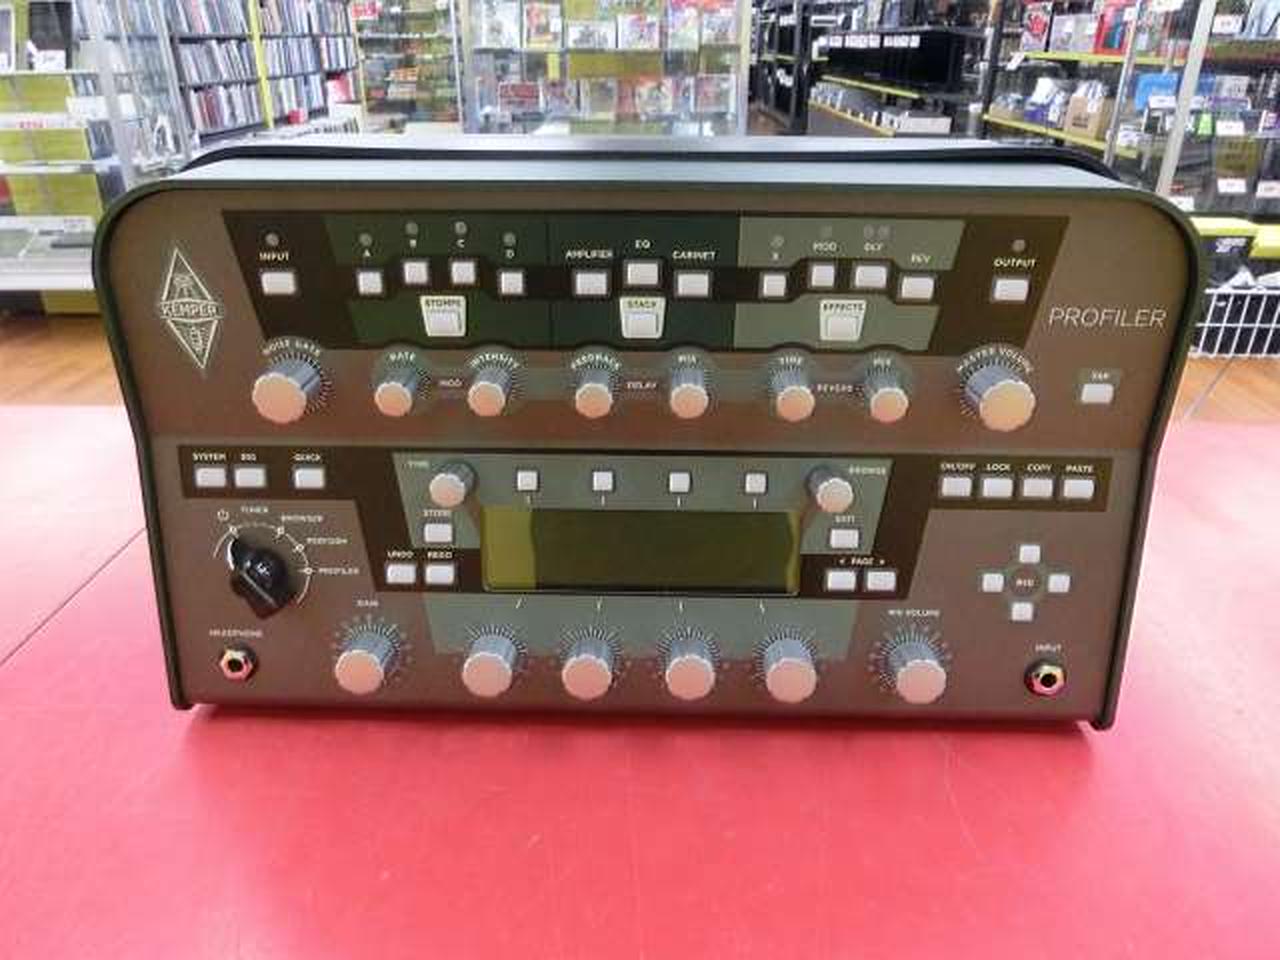 INPUT
A
B
C
D
AMPLIFIER
EQ
CABINET
X
MOD
DLY
REV
OUTPUT
KEMPER
STOMPS
STACK
EFFECTS
PROFILER
NOISE GATE
RATE
MOD
INTENSITY
FEEDBACK
DELAY
MIX
TIME
REVERB
MIX
MASTER VOLUME
TAP
SYSTEM
RIG
QUICK
TYPE
BROWSE
ON/OFF
LOCK
COPY
PASTE
STORE
EXIT
TUNER
BROWSER
PERFORM
PROFILER
UNDO
REDO
< PAGE >
RIG
GAIN
RIG VOLUME
HEADPHONE
INPUT